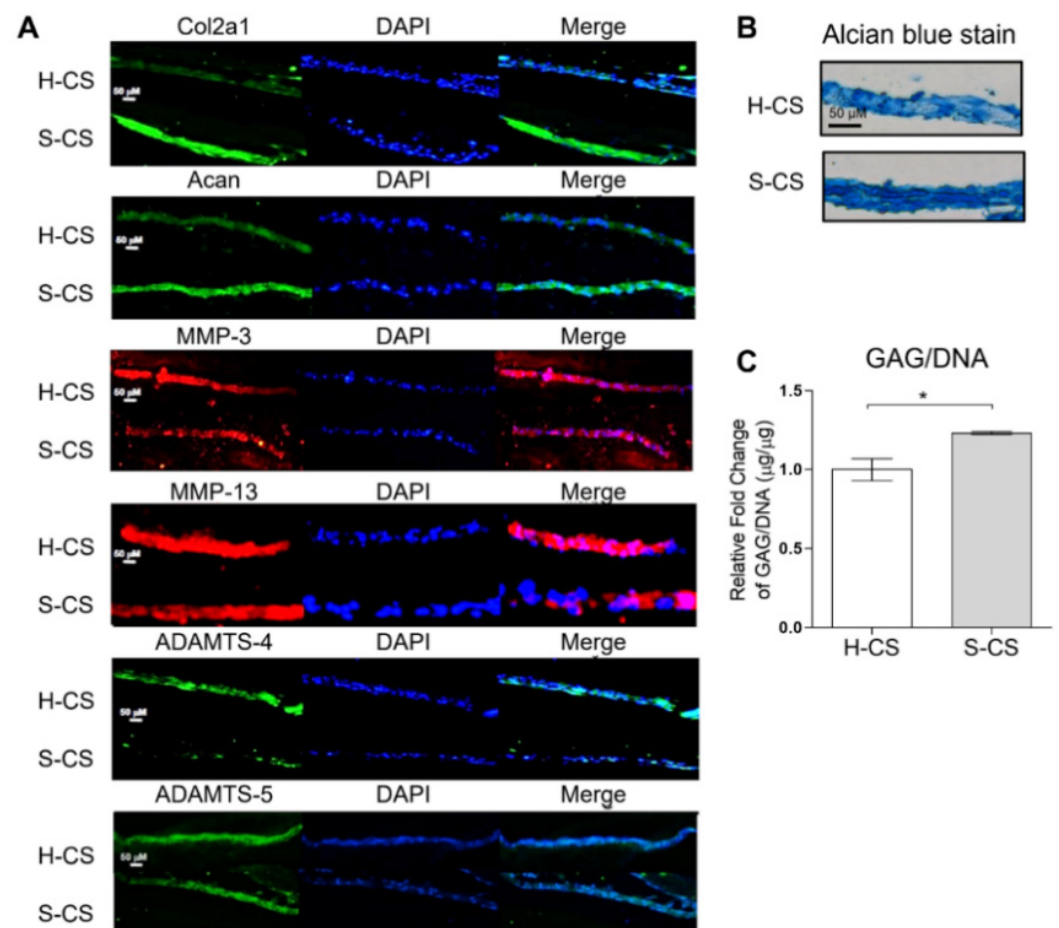 A
Col2a1 DAPI Merge
H-CS
50 µM
S-CS
Acan DAPI Merge
H-CS
50 µM
S-CS
MMP-3 DAPI Merge
H-CS
50 µM
S-CS
MMP-13 DAPI Merge
H-CS
50 µM
S-CS
ADAMTS-4 DAPI Merge
H-CS
50 µM
S-CS
ADAMTS-5 DAPI Merge
H-CS
50 µM
S-CS
B
Alcian blue stain
H-CS
50 µM
S-CS
C
GAG/DNA
Relative Fold Change
of GAG/DNA (µg/µg)
1.5
1.0
0.5
0.0
*
H-CS S-CS